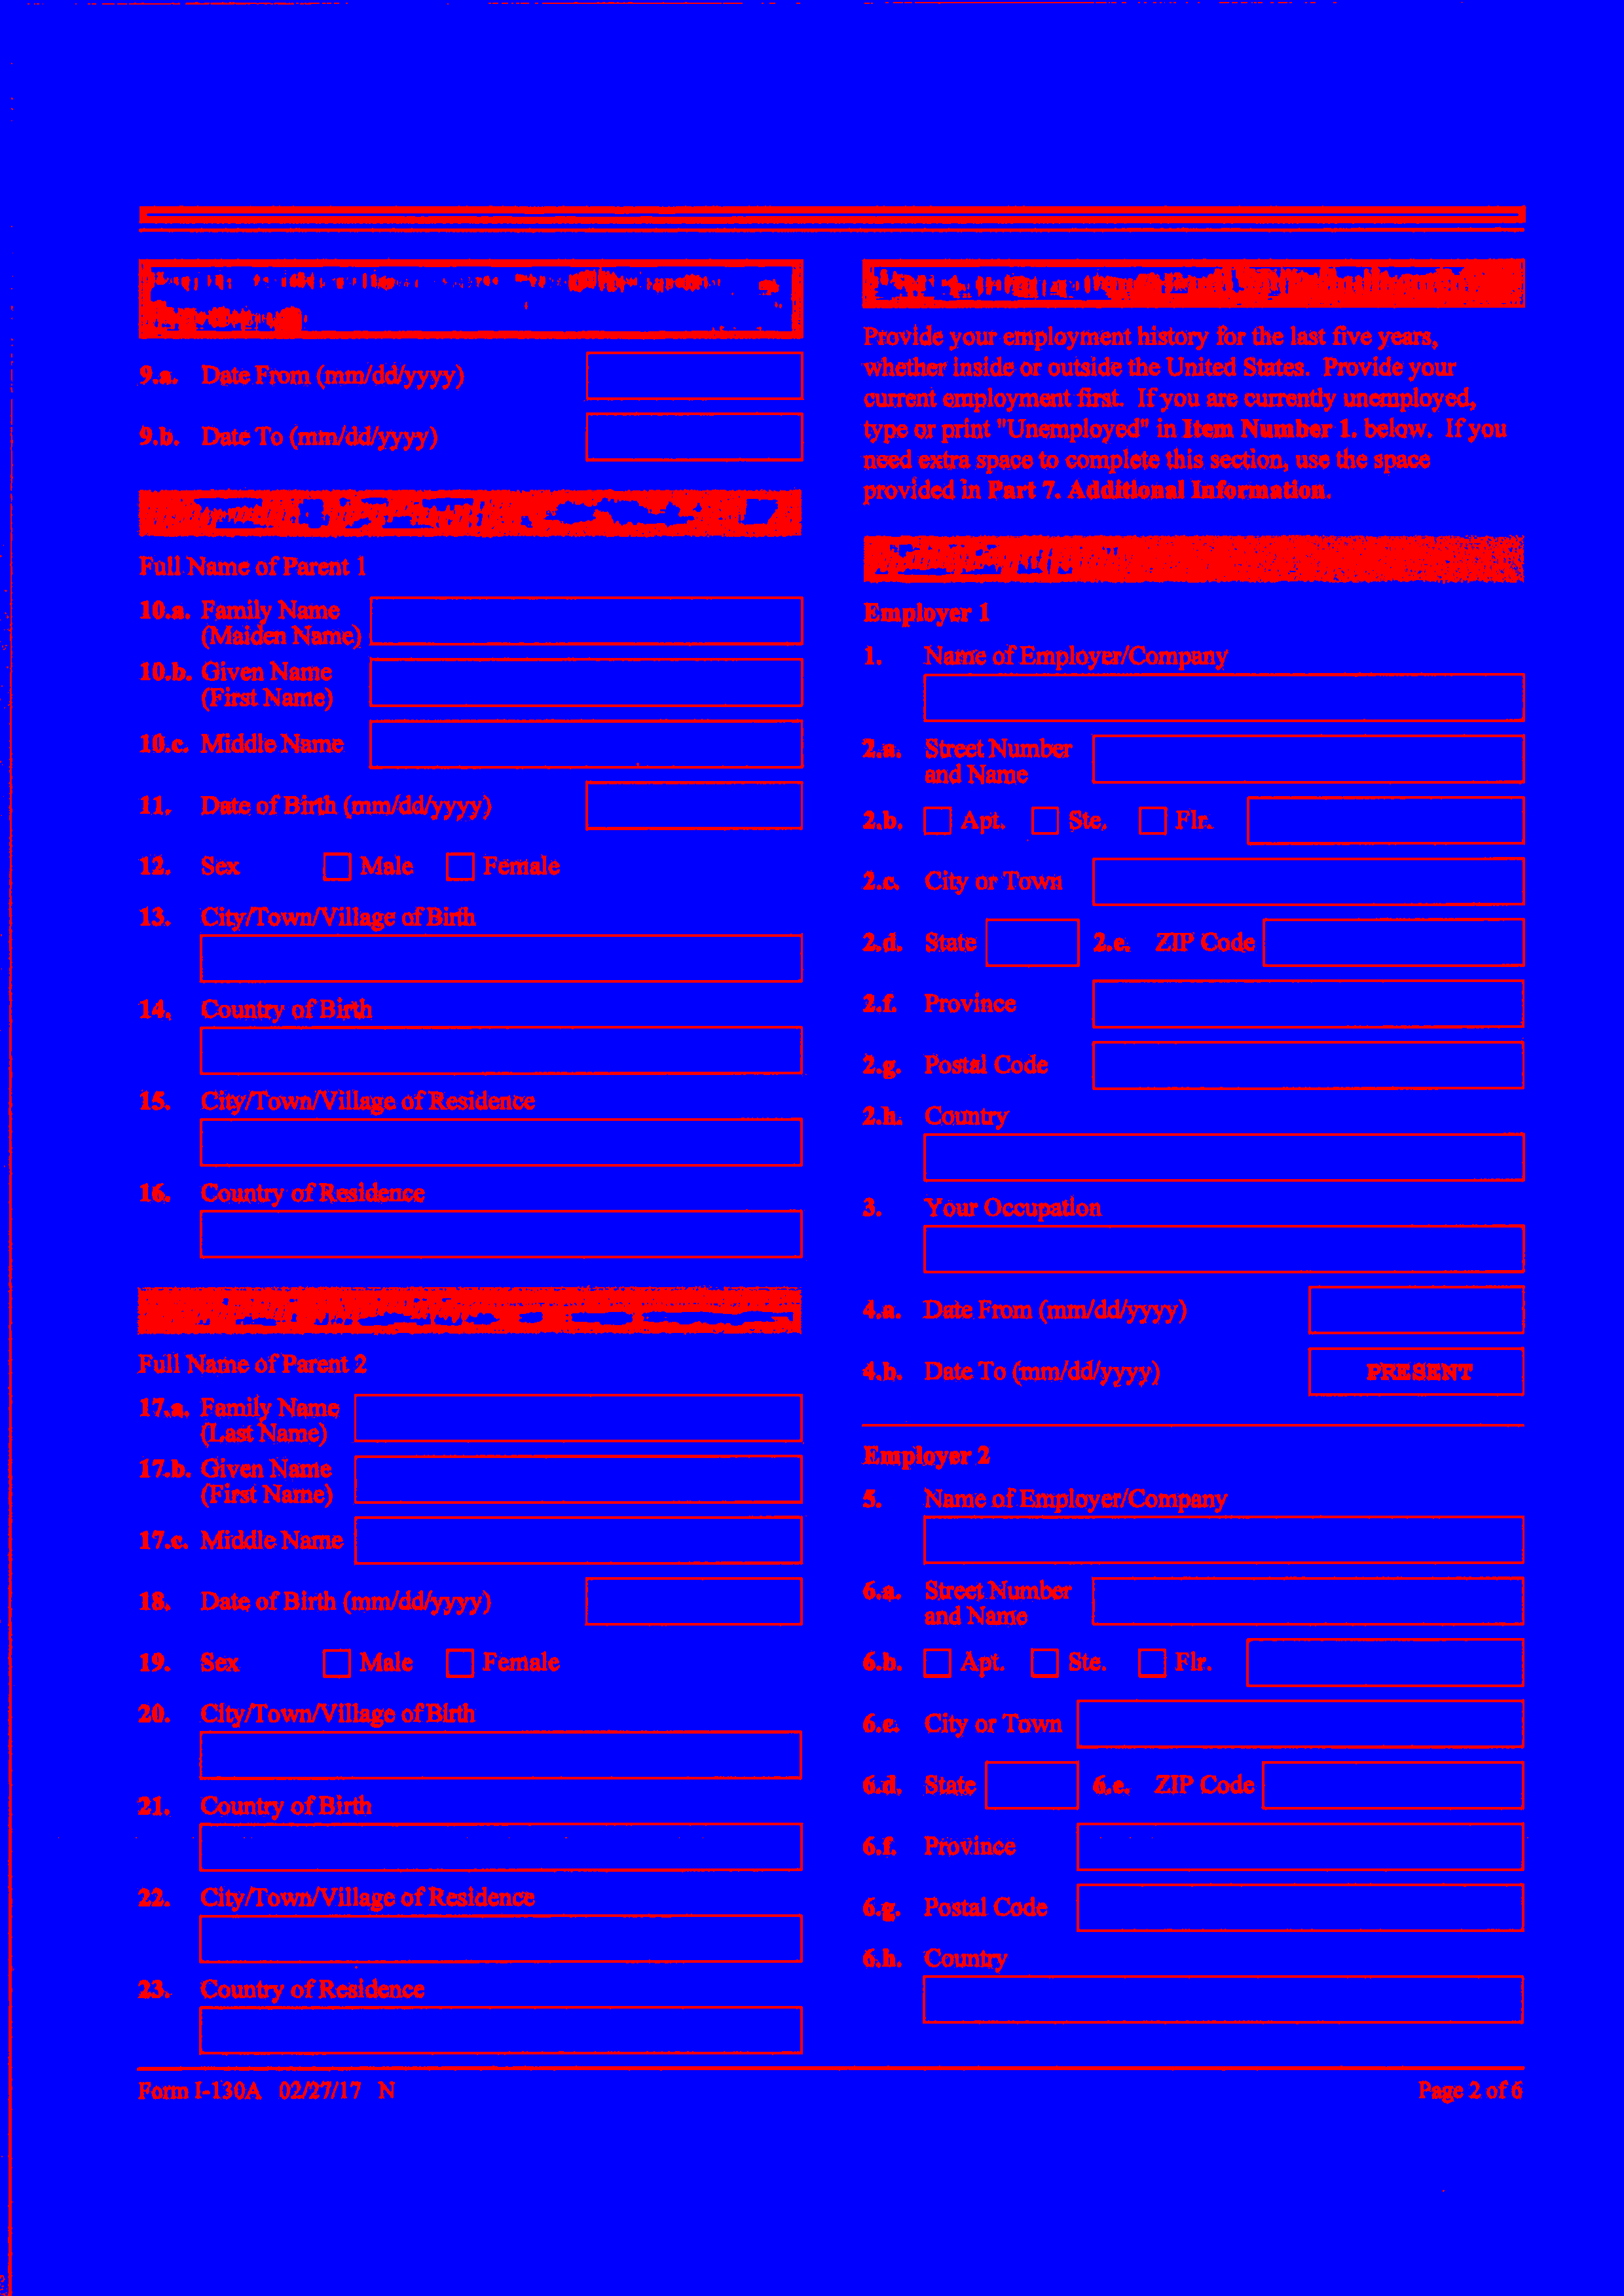 9.a. Date From (mm/dd/yyyy)
9.b. Date To (mm/dd/yyyy)
Full Name of Parent 1
10.a. Family Name
(Maiden Name)
10.b. Given Name
(First Name)
10.c. Middle Name
11. Date of Birth (mm/dd/yyyy)
12. Sex Male Female
13. City/Town/Village of Birth
14. Country of Birth
15. City/Town/Village of Residence
16. Country of Residence
Full Name of Parent 2
17.a. Family Name
(Last Name)
17.b. Given Name
(First Name)
17.c. Middle Name
18. Date of Birth (mm/dd/yyyy)
19. Sex Male Female
20. City/Town/Village of Birth
21. Country of Birth
22. City/Town/Village of Residence
23. Country of Residence
Provide your employment history for the last five years,
whether inside or outside the United States. Provide your
current employment first. If you are currently unemployed,
type or print "Unemployed" in Item Number 1. below. If you
need extra space to complete this section, use the space
provided in Part 7. Additional Information.
Employer 1
1. Name of Employer/Company
2.a. Street Number
and Name
2.b. Apt. Ste. Flr.
2.c. City or Town
2.d. State 2.e. ZIP Code
2.f. Province
2.g. Postal Code
2.h. Country
3. Your Occupation
4.a. Date From (mm/dd/yyyy)
4.b. Date To (mm/dd/yyyy) PRESENT
Employer 2
5. Name of Employer/Company
6.a. Street Number
and Name
6.b. Apt. Ste. Flr.
6.c. City or Town
6.d. State 6.e. ZIP Code
6.f. Province
6.g. Postal Code
6.h. Country
Form I-130A 02/27/17 N
Page 2 of 6